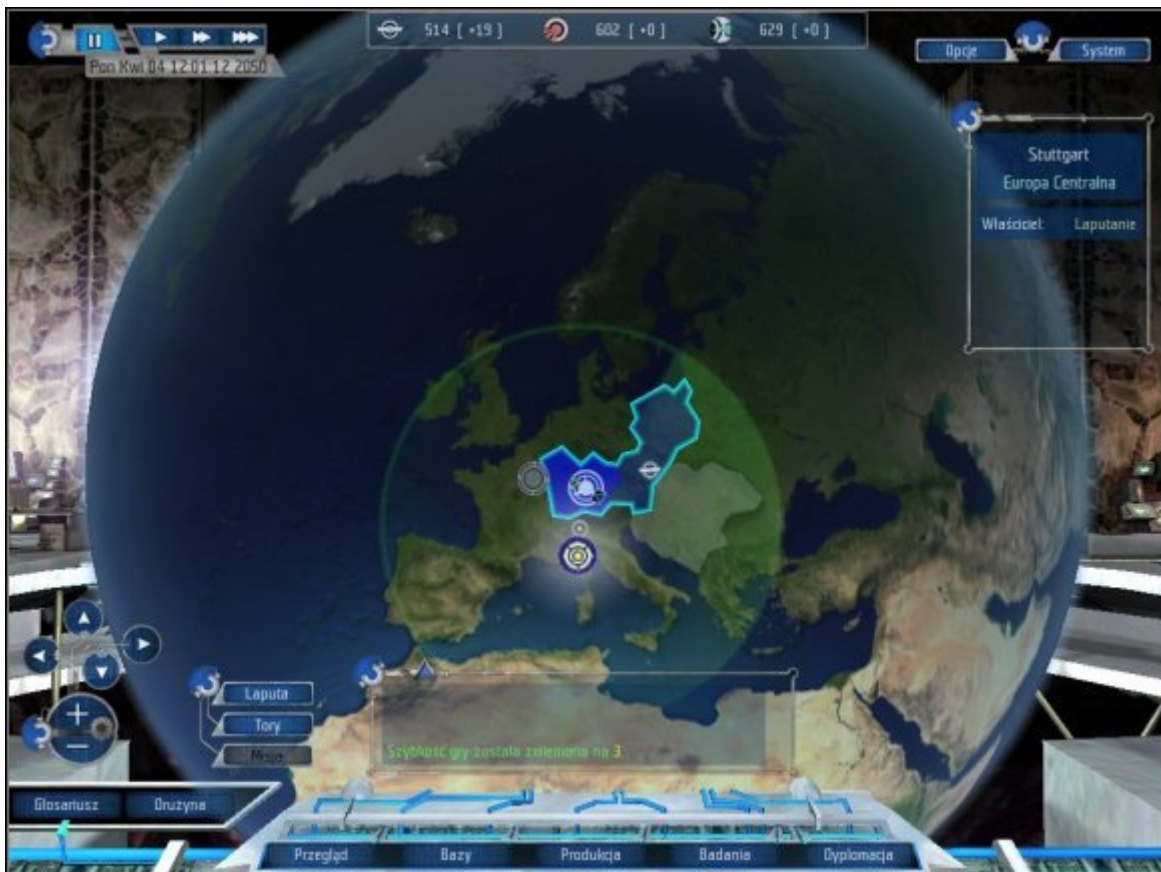 514 [ +19 ] 602 [ +0 ] 629 [ +0 ]
Pon Kwi 04 12:01:12 2050
Opcje System
Stuttgart
Europa Centralna
Właściciel: Laputanie
Laputa
Tory
Moja
Szybkość gry została zmieniona na 3
Glosariusz Drużyna
Przegląd Bazy Produkcja Badania Dyplomacja